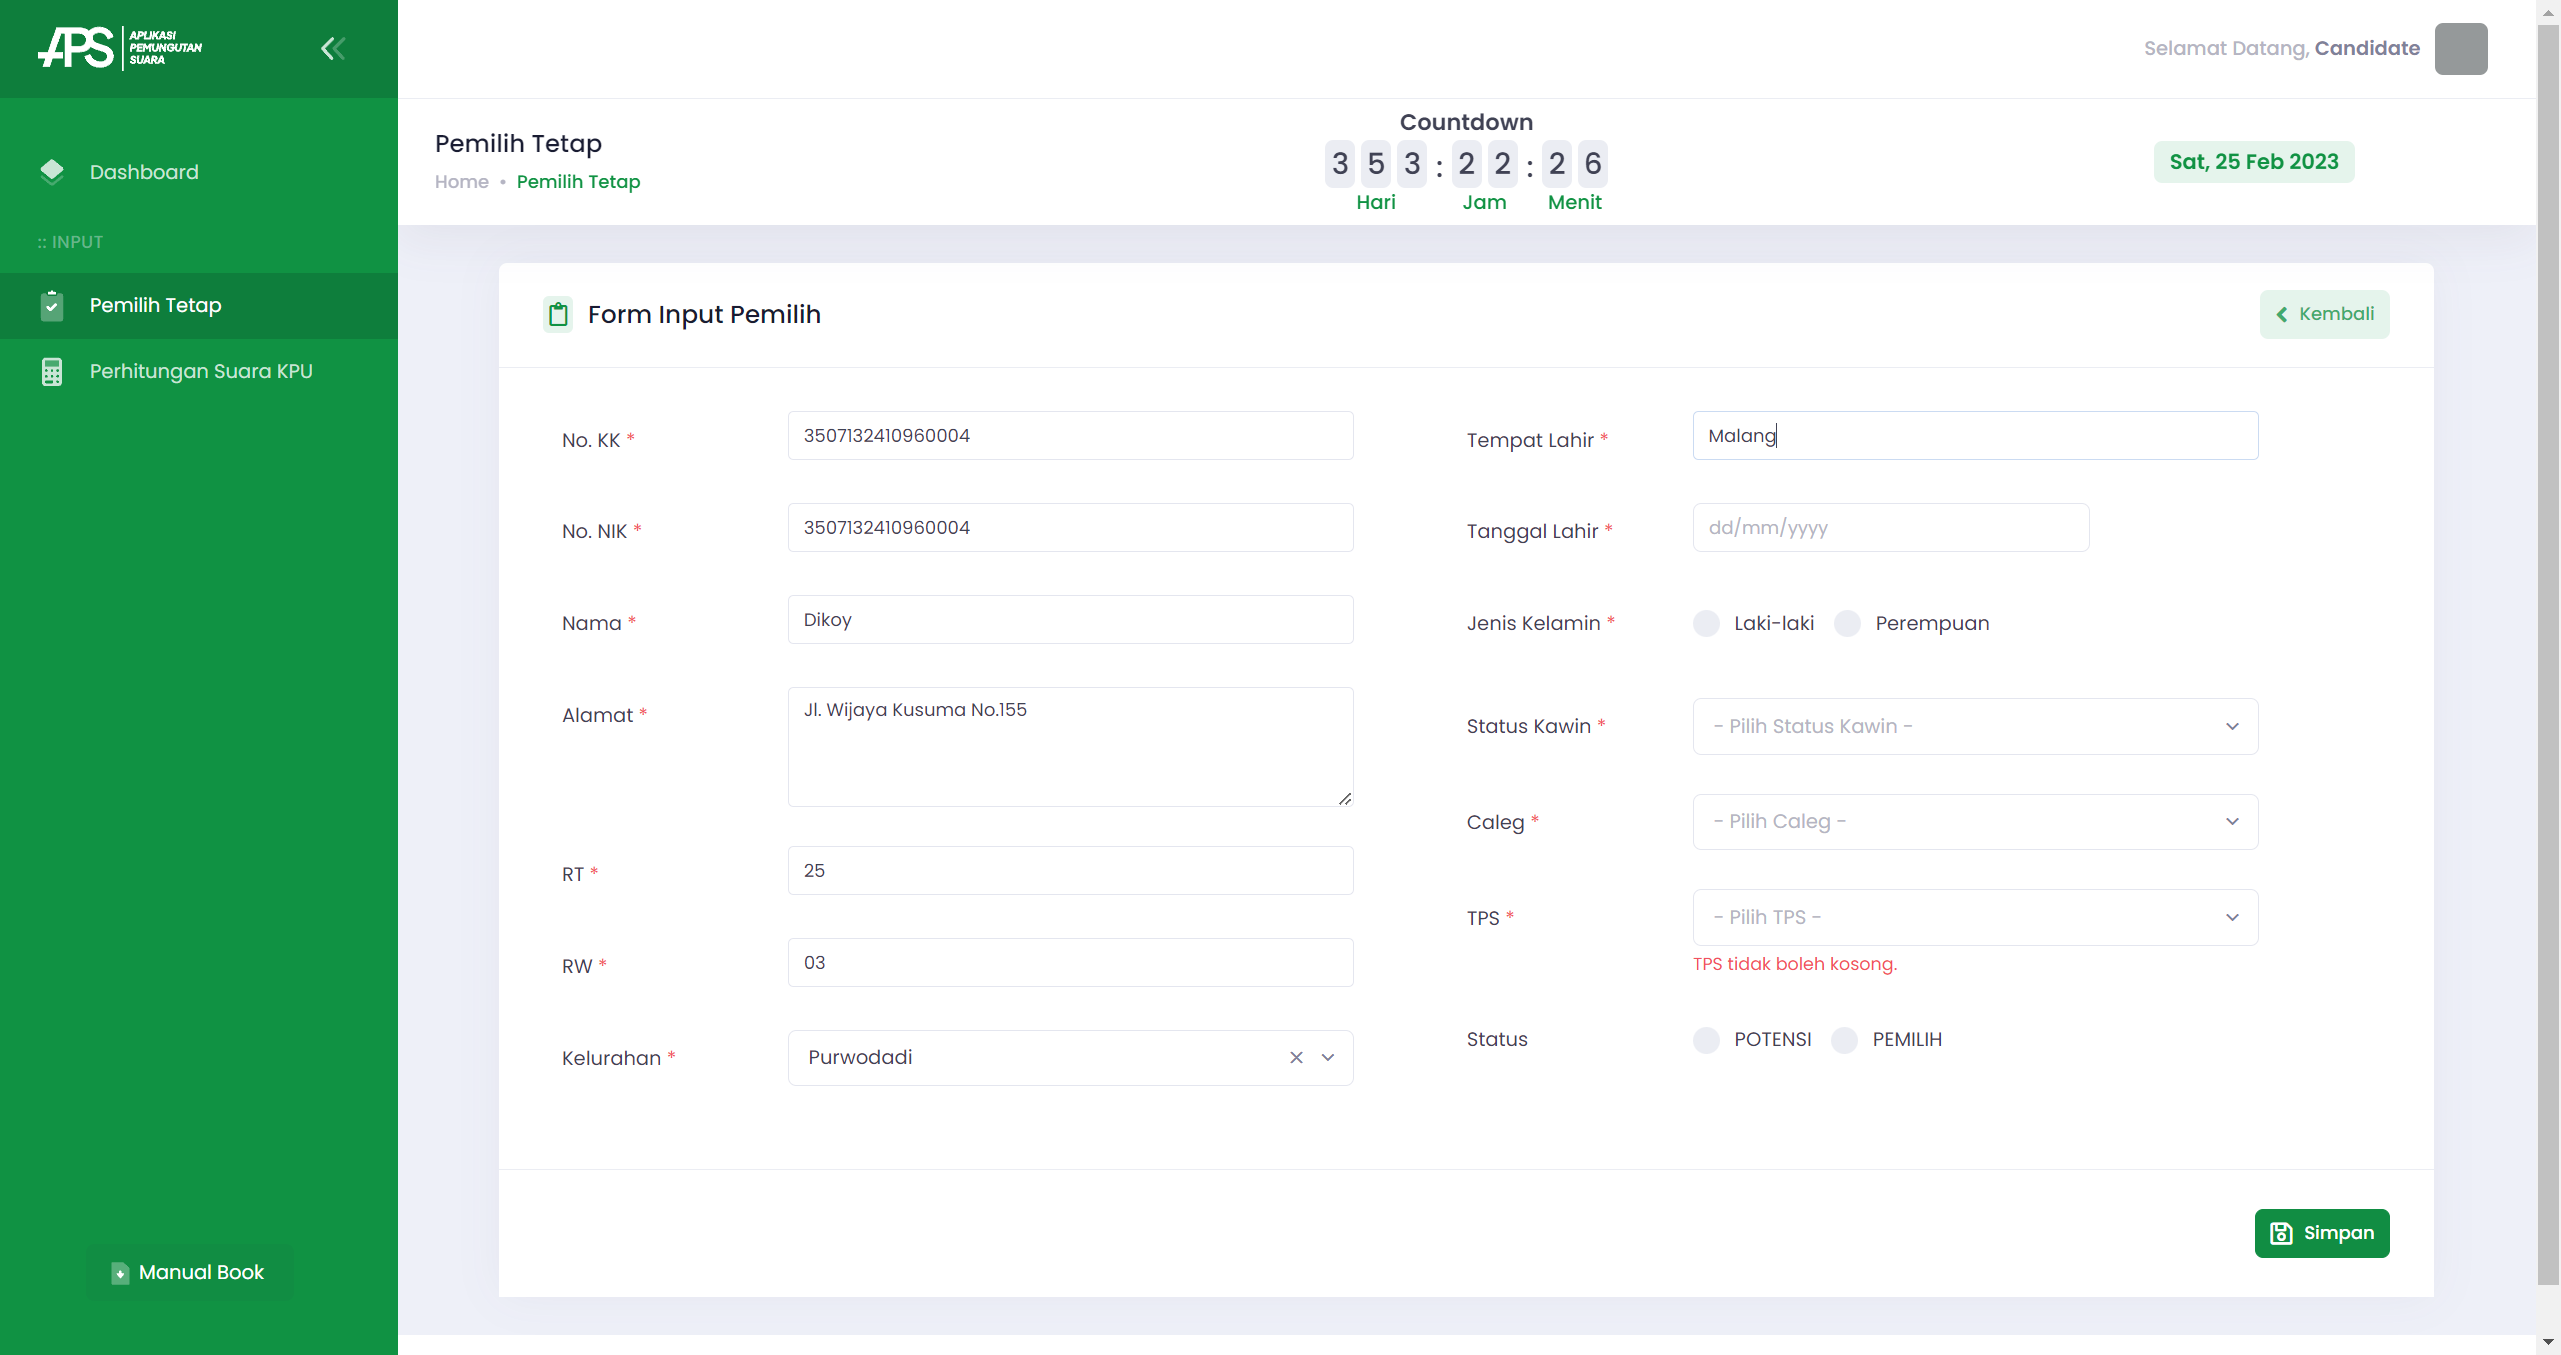 APS
APLIKASI
PEMUNGUTAN
SUARA
Selamat Datang, Candidate
Dashboard
:: INPUT
Pemilih Tetap
Perhitungan Suara KPU
Manual Book
Pemilih Tetap
Home • Pemilih Tetap
Countdown
3 5 3 : 2 2 : 2 6
Hari Jam Menit
Sat, 25 Feb 2023
Form Input Pemilih
Kembali
No. KK * 3507132410960004
No. NIK * 3507132410960004
Nama * Dikoy
Alamat * Jl. Wijaya Kusuma No.155
RT * 25
RW * 03
Kelurahan * Purwodadi
Tempat Lahir * Malang
Tanggal Lahir * dd/mm/yyyy
Jenis Kelamin * Laki-laki Perempuan
Status Kawin * - Pilih Status Kawin -
Caleg * - Pilih Caleg -
TPS * - Pilih TPS -
TPS tidak boleh kosong.
Status POTENSI PEMILIH
Simpan